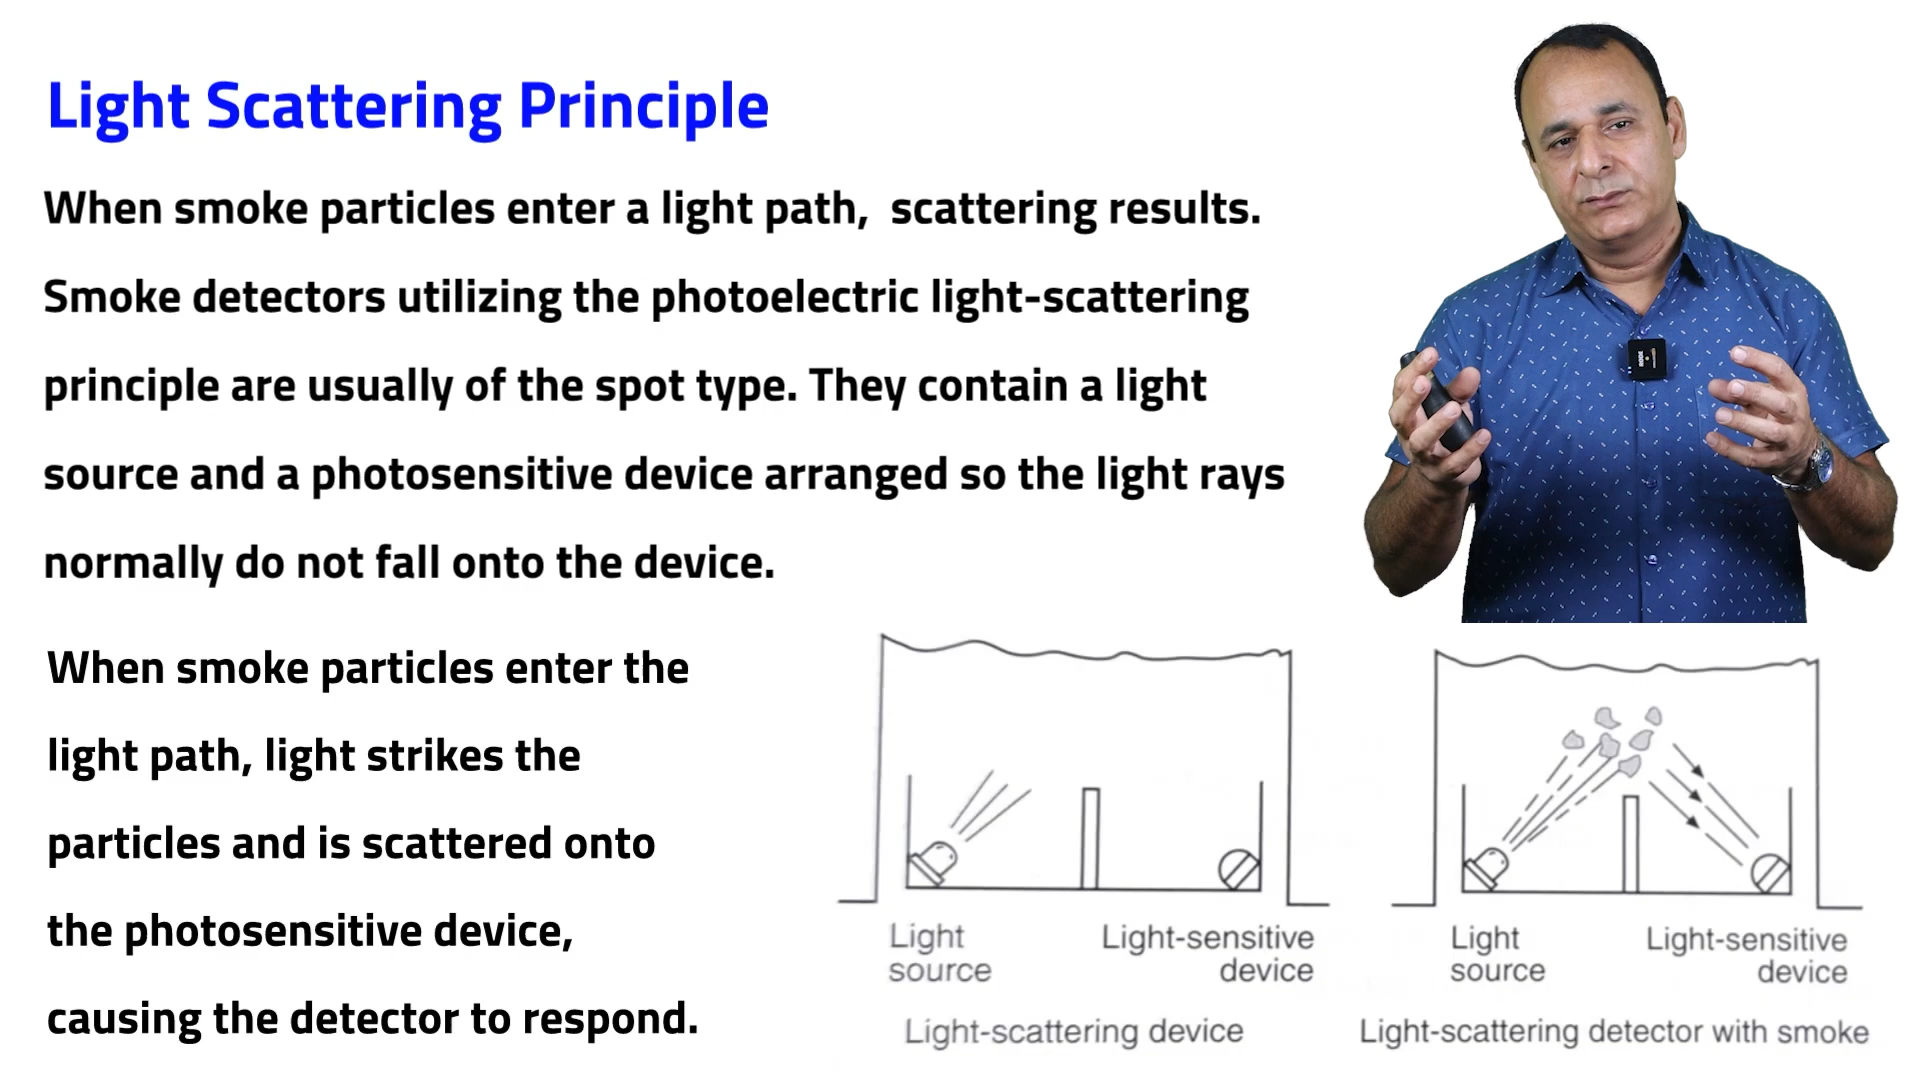 Light Scattering Principle
When smoke particles enter a light path,  scattering results.
Smoke detectors utilizing the photoelectric light-scattering
principle are usually of the spot type. They contain a light
source and a photosensitive device arranged so the light rays
normally do not fall onto the device.
When smoke particles enter the
light path, light strikes the
particles and is scattered onto
the photosensitive device,
causing the detector to respond.
Light
source
Light-sensitive
device
Light-scattering device
Light
source
Light-sensitive
device
Light-scattering detector with smoke